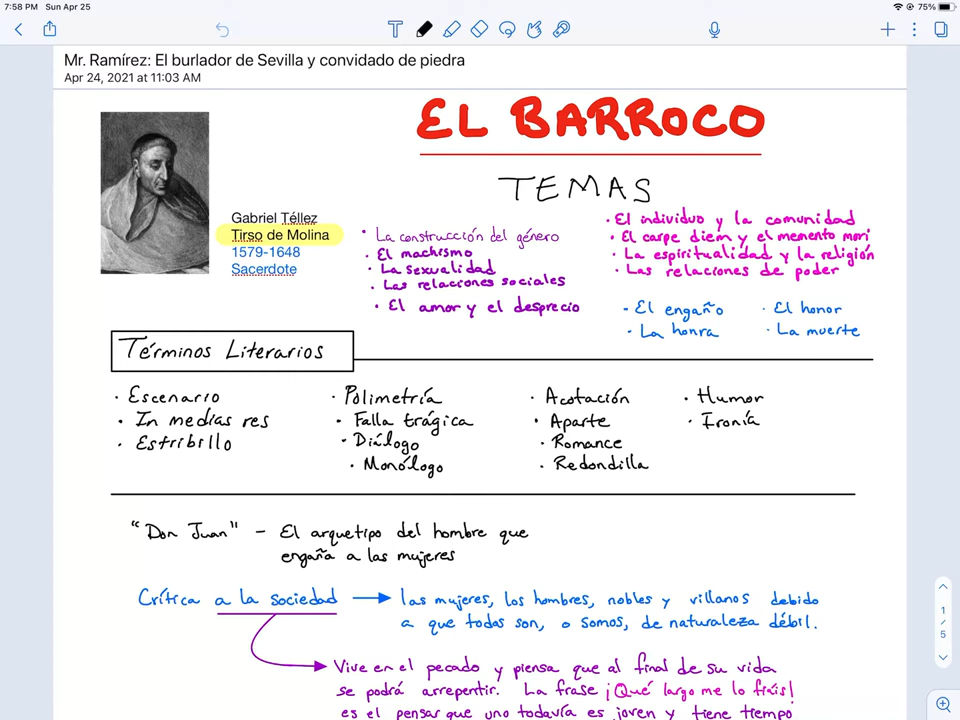 7:58 PM Sun Apr 25
75%
Mr. Ramírez: El burlador de Sevilla y convidado de piedra
Apr 24, 2021 at 11:03 AM
EL BARROCO
TEMAS
Gabriel Téllez
Tirso de Molina
1579-1648
Sacerdote
· La construcción del género
· El machismo
· La sexualidad
· Las relaciones sociales
· El amor y el desprecio
· El individuo y la comunidad
· El carpe diem y el memento mori
· La espiritualidad y la religión
· Las relaciones de poder
· El engaño
· La honra
· El honor
· La muerte
Términos Literarios
· Escenario
· In medias res
· Estribillo
· Polimetría
· Falla trágica
· Diálogo
· Monólogo
· Acotación
· Aparte
· Romance
· Redondilla
· Humor
· Ironía
"Don Juan" - El arquetipo del hombre que
engaña a las mujeres
Crítica a la sociedad → las mujeres, los hombres, nobles y villanos debido
a que todas son, o somos, de naturaleza débil.
Vive en el pecado y piensa que al final de su vida
se podrá arrepentir. La frase ¡Qué largo me lo fiáis!
es el pensar que uno todavía es joven y tiene tiempo
1
/
5